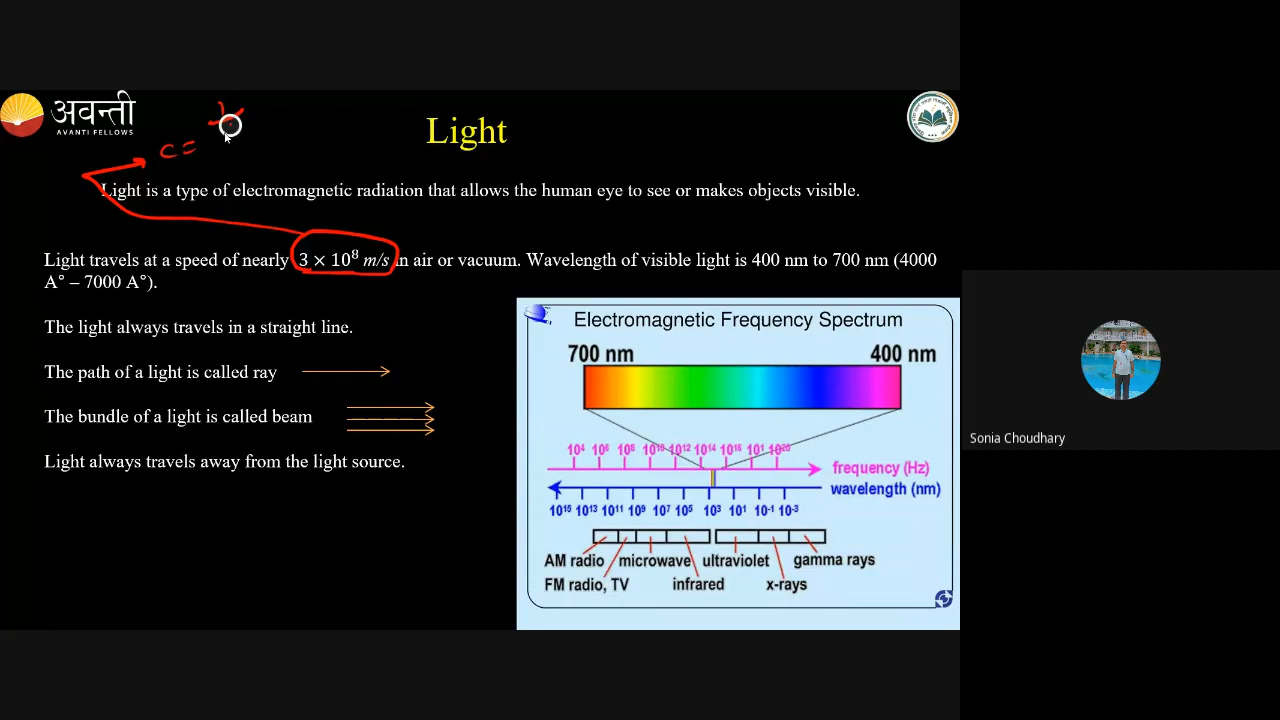 अवन्ती
AVANTI FELLOWS
c =
Light
Light is a type of electromagnetic radiation that allows the human eye to see or makes objects visible.
Light travels at a speed of nearly 3 × 10⁸ m/s in air or vacuum. Wavelength of visible light is 400 nm to 700 nm (4000
A° – 7000 A°).
The light always travels in a straight line.
The path of a light is called ray
The bundle of a light is called beam
Light always travels away from the light source.
Electromagnetic Frequency Spectrum
700 nm 400 nm
10⁴ 10⁶ 10⁸ 10¹⁰ 10¹² 10¹⁴ 10¹⁶ 10¹ 10²⁰
frequency (Hz)
wavelength (nm)
10¹⁵ 10¹³ 10¹¹ 10⁹ 10⁷ 10⁵ 10³ 10¹ 10⁻¹ 10⁻³
AM radio microwave ultraviolet gamma rays
FM radio, TV infrared x-rays
Sonia Choudhary